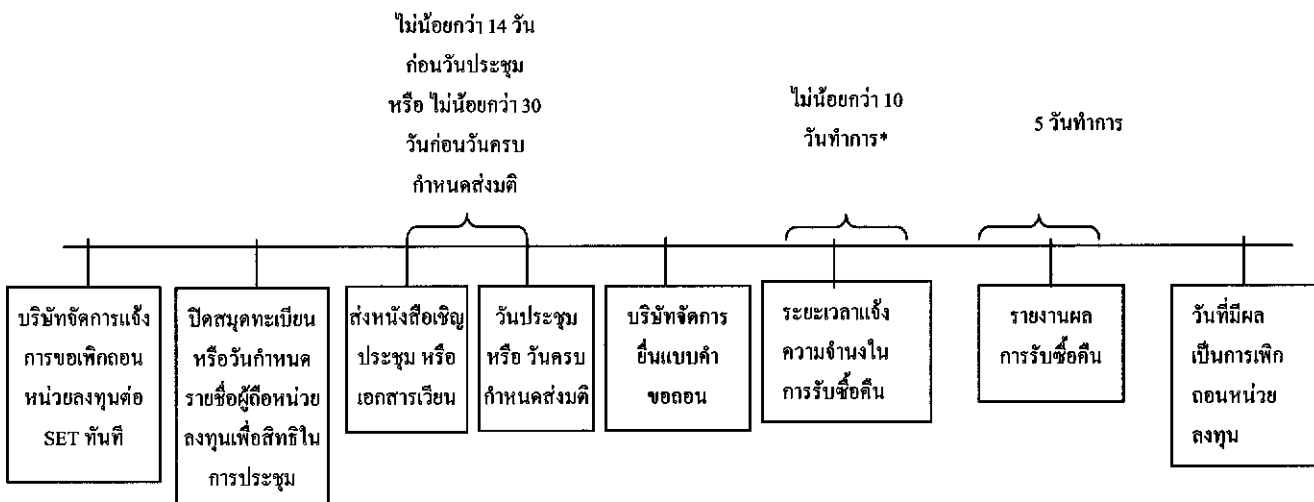 ไม่น้อยกว่า 14 วัน
ก่อนวันประชุม
หรือ ไม่น้อยกว่า 30
วันก่อนวันครบ
กำหนดส่งมติ
ไม่น้อยกว่า 10
วันทำการ*
5 วันทำการ
บริษัทจัดการแจ้ง
การขอเพิกถอน
หน่วยลงทุนต่อ
SET ทันที
ปิดสมุดทะเบียน
หรือวันกำหนด
รายชื่อผู้ถือหน่วย
ลงทุนเพื่อสิทธิใน
การประชุม
ส่งหนังสือเชิญ
ประชุม หรือ
เอกสารเวียน
วันประชุม
หรือ วันครบ
กำหนดส่งมติ
บริษัทจัดการ
ยื่นแบบคำ
ขอถอน
ระยะเวลาแจ้ง
ความจำนงใน
การรับซื้อคืน
รายงานผล
การรับซื้อคืน
วันที่มีผล
เป็นการเพิก
ถอนหน่วย
ลงทุน